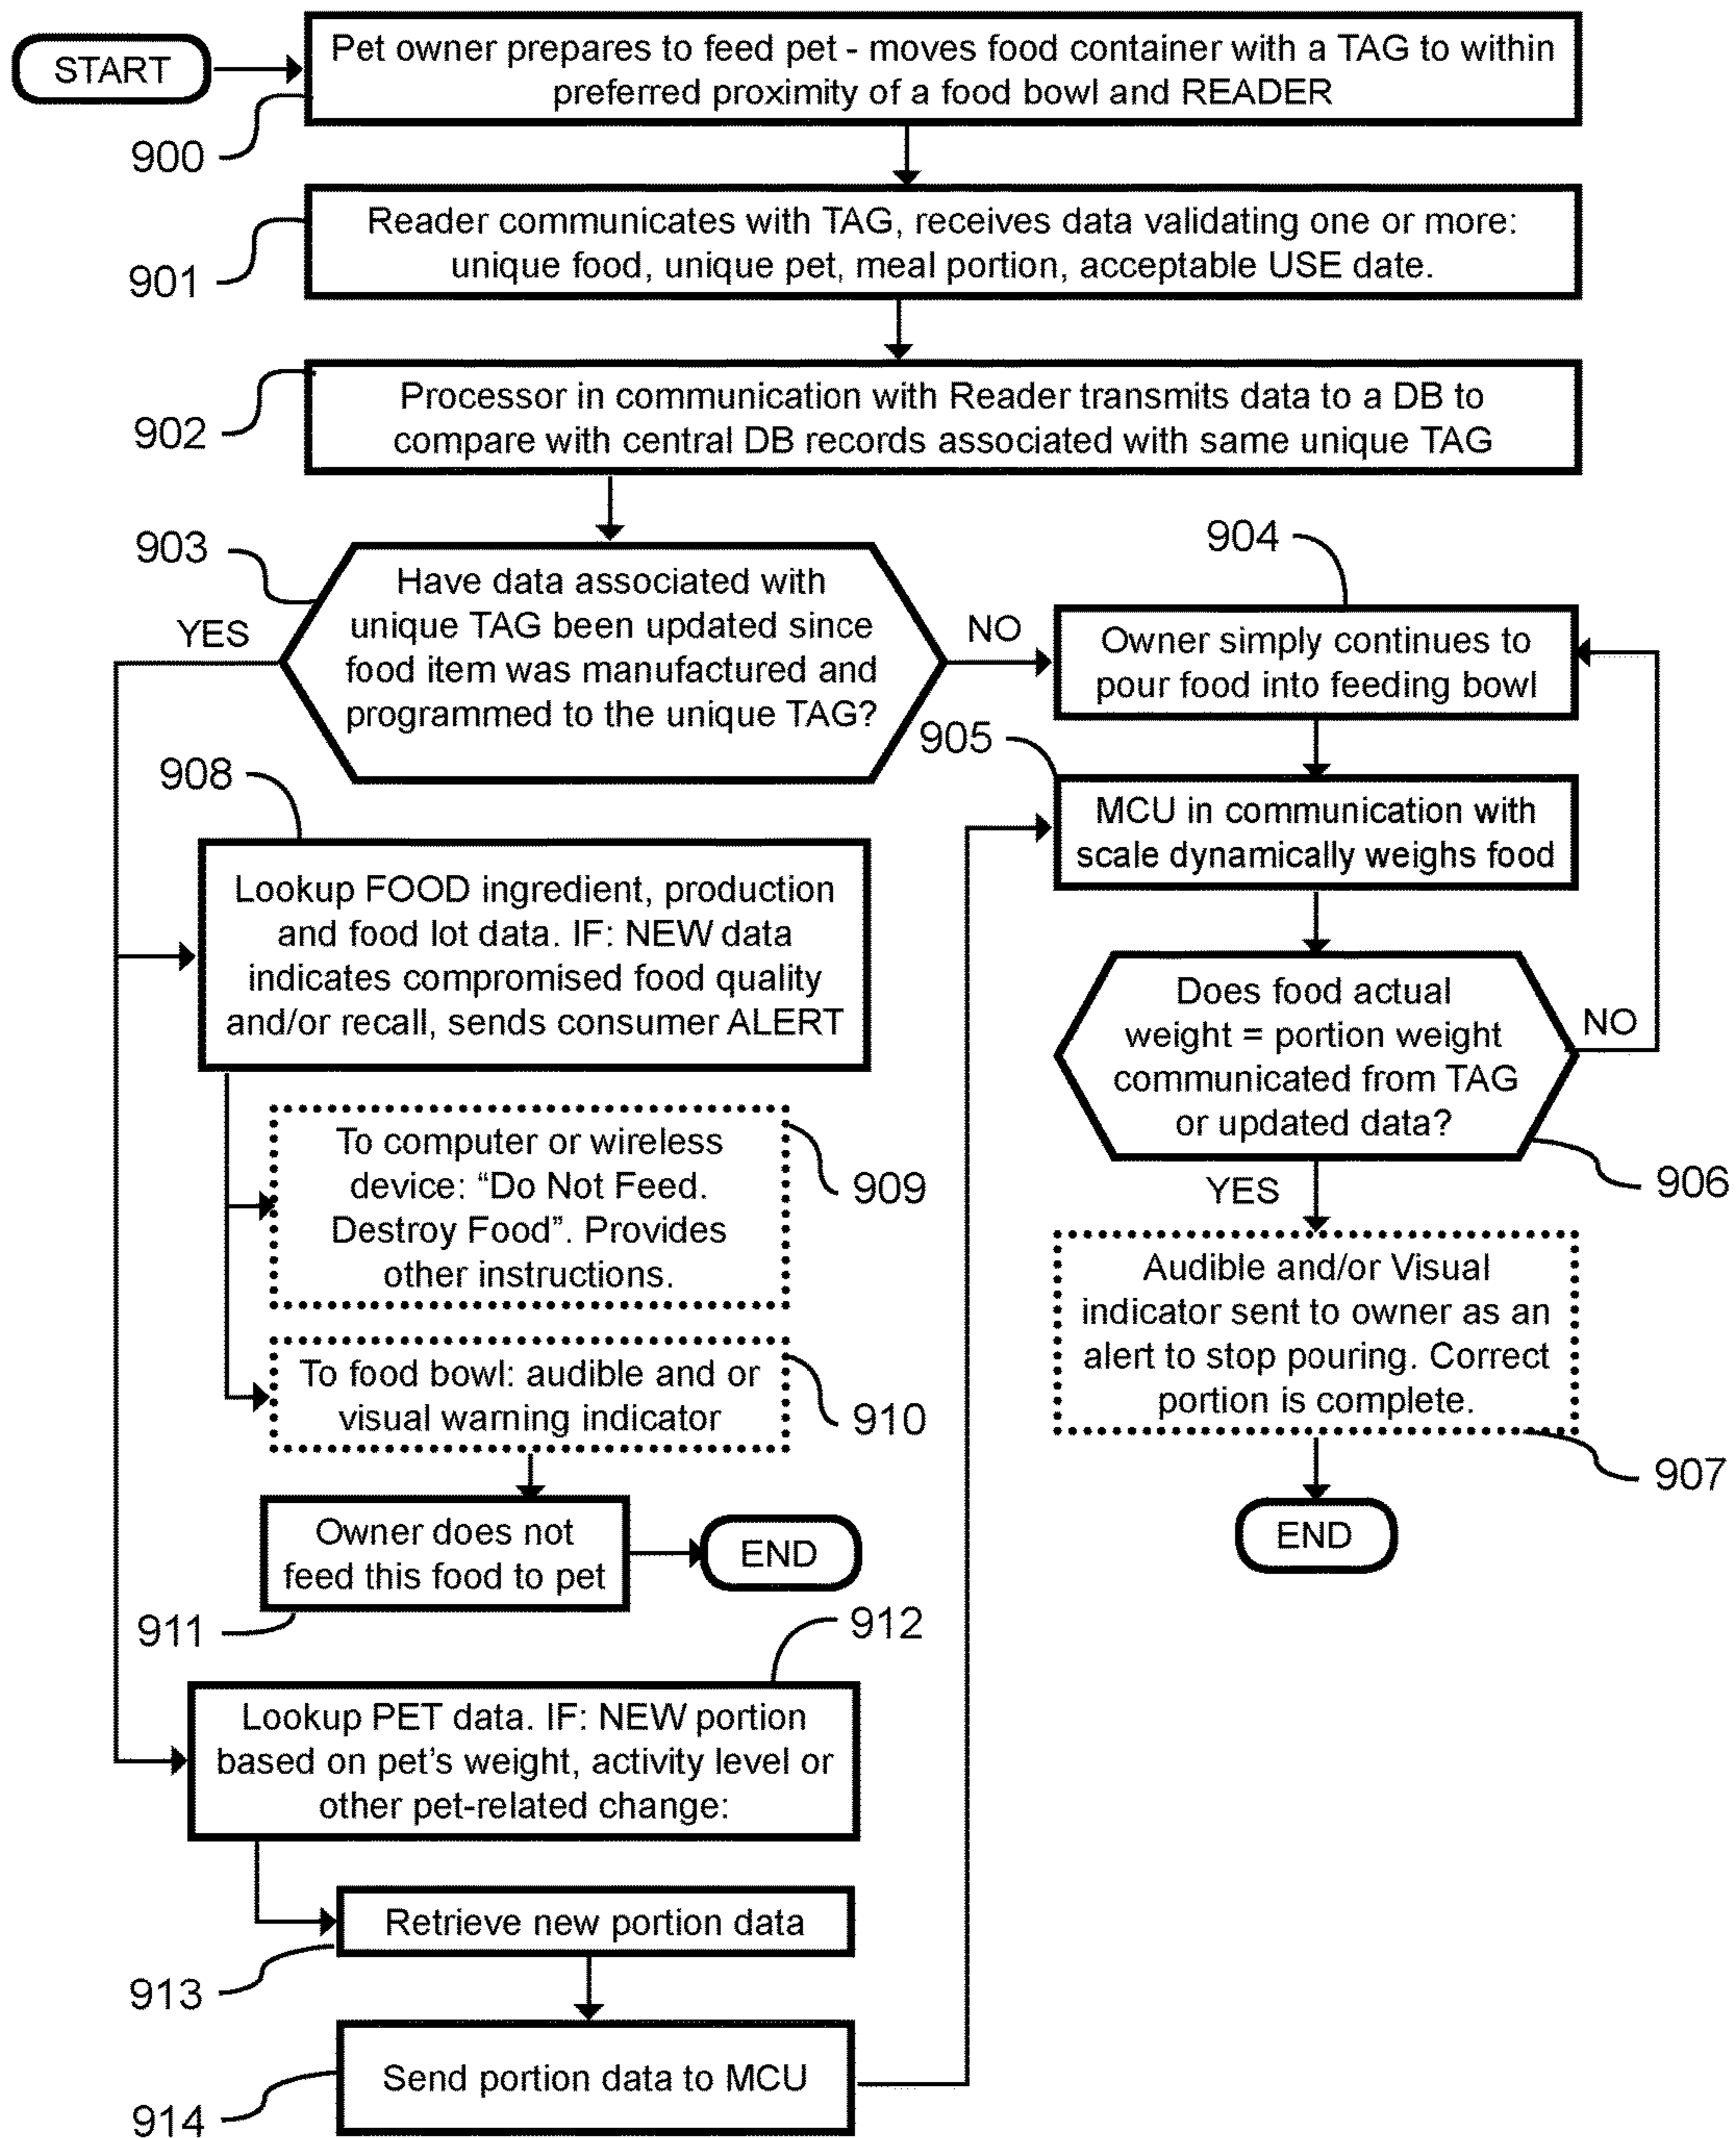 START
Pet owner prepares to feed pet - moves food container with a TAG to within
preferred proximity of a food bowl and READER
900
Reader communicates with TAG, receives data validating one or more:
unique food, unique pet, meal portion, acceptable USE date.
901
Processor in communication with Reader transmits data to a DB to
compare with central DB records associated with same unique TAG
902
903
Have data associated with
unique TAG been updated since
food item was manufactured and
programmed to the unique TAG?
YES
NO
904
Owner simply continues to
pour food into feeding bowl
905
MCU in communication with
scale dynamically weighs food
Does food actual
weight = portion weight
communicated from TAG
or updated data?
NO
906
YES
Audible and/or Visual
indicator sent to owner as an
alert to stop pouring. Correct
portion is complete.
907
END
908
Lookup FOOD ingredient, production
and food lot data. IF: NEW data
indicates compromised food quality
and/or recall, sends consumer ALERT
To computer or wireless
device: “Do Not Feed.
Destroy Food”. Provides
other instructions.
909
To food bowl: audible and or
visual warning indicator
910
Owner does not
feed this food to pet
END
911
912
Lookup PET data. IF: NEW portion
based on pet’s weight, activity level or
other pet-related change:
Retrieve new portion data
913
Send portion data to MCU
914